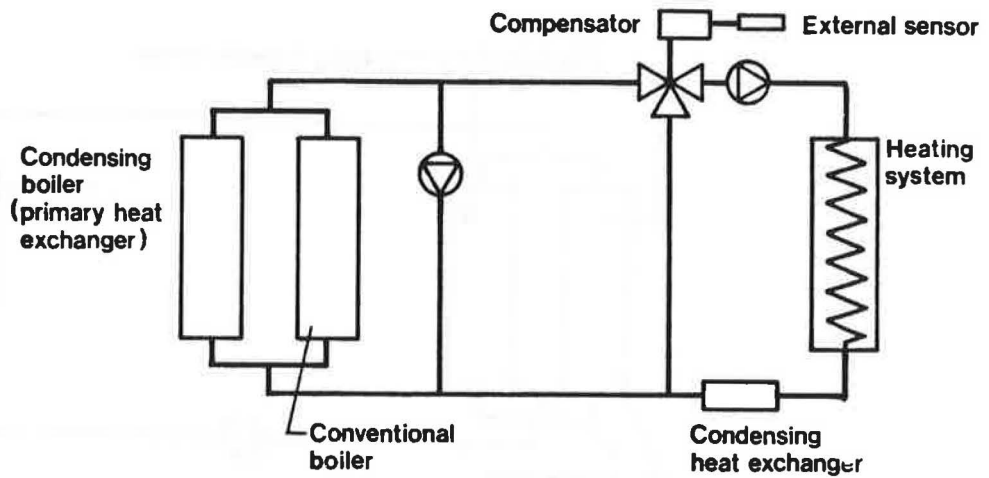 Compensator
External sensor
Condensing
boiler
(primary heat
exchanger)
Heating
system
Conventional
boiler
Condensing
heat exchanger